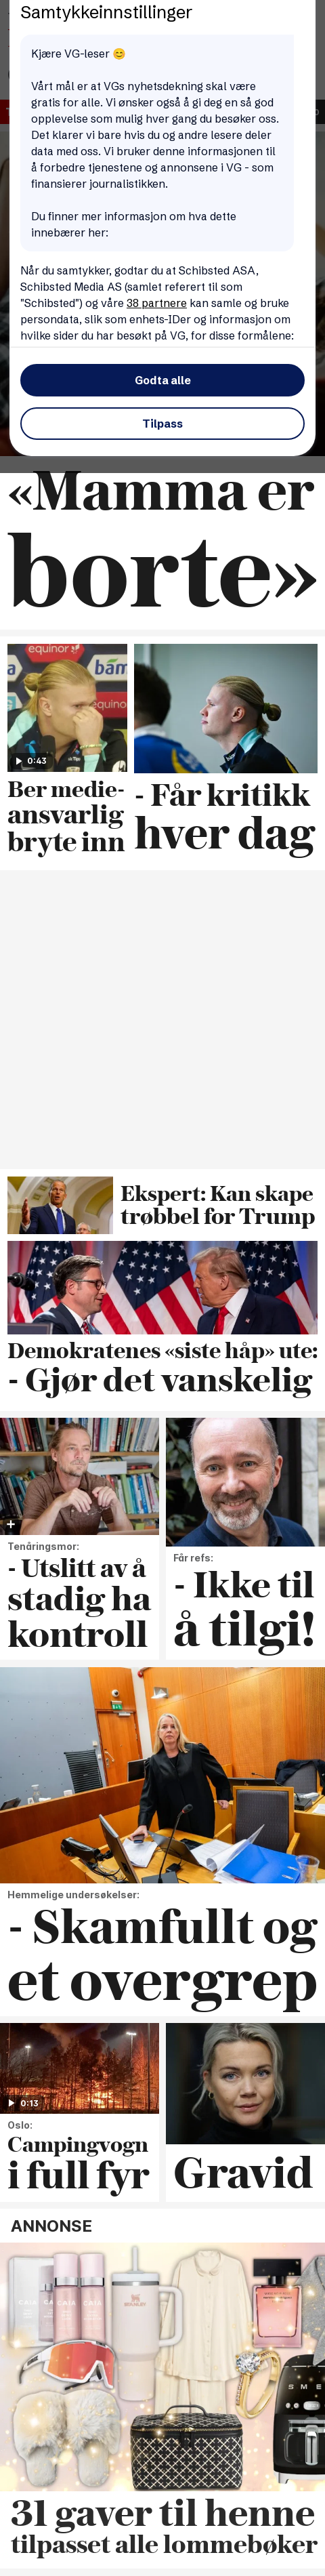 Samtykkeinnstillinger
Kjære VG-leser 😊
Vårt mål er at VGs nyhetsdekning skal være
gratis for alle. Vi ønsker også å gi deg en så god
opplevelse som mulig hver gang du besøker oss.
Det klarer vi bare hvis du og andre lesere deler
data med oss. Vi bruker denne informasjonen til
å forbedre tjenestene og annonsene i VG - som
finansierer journalistikken.
Du finner mer informasjon om hva dette
innebærer her:
Når du samtykker, godtar du at Schibsted ASA,
Schibsted Media AS (samlet referert til som
"Schibsted") og våre 38 partnere kan samle og bruke
persondata, slik som enhets-IDer og informasjon om
hvilke sider du har besøkt på VG, for disse formålene:
Godta alle
Tilpass
«Mamma er
borte»
equinor
bam
0:43
Ber medie-
ansvarlig
bryte inn
- Får kritikk
hver dag
Ekspert: Kan skape
trøbbel for Trump
Demokratenes «siste håp» ute:
- Gjør det vanskelig
Tenåringsmor:
- Utslitt av å
stadig ha
kontroll
Får refs:
- Ikke til
å tilgi!
Hemmelige undersøkelser:
- Skamfullt og
et overgrep
0:13
Oslo:
Campingvogn
i full fyr
Gravid
ANNONSE
CAIA
STANLEY
SMEG
31 gaver til henne
tilpasset alle lommebøker